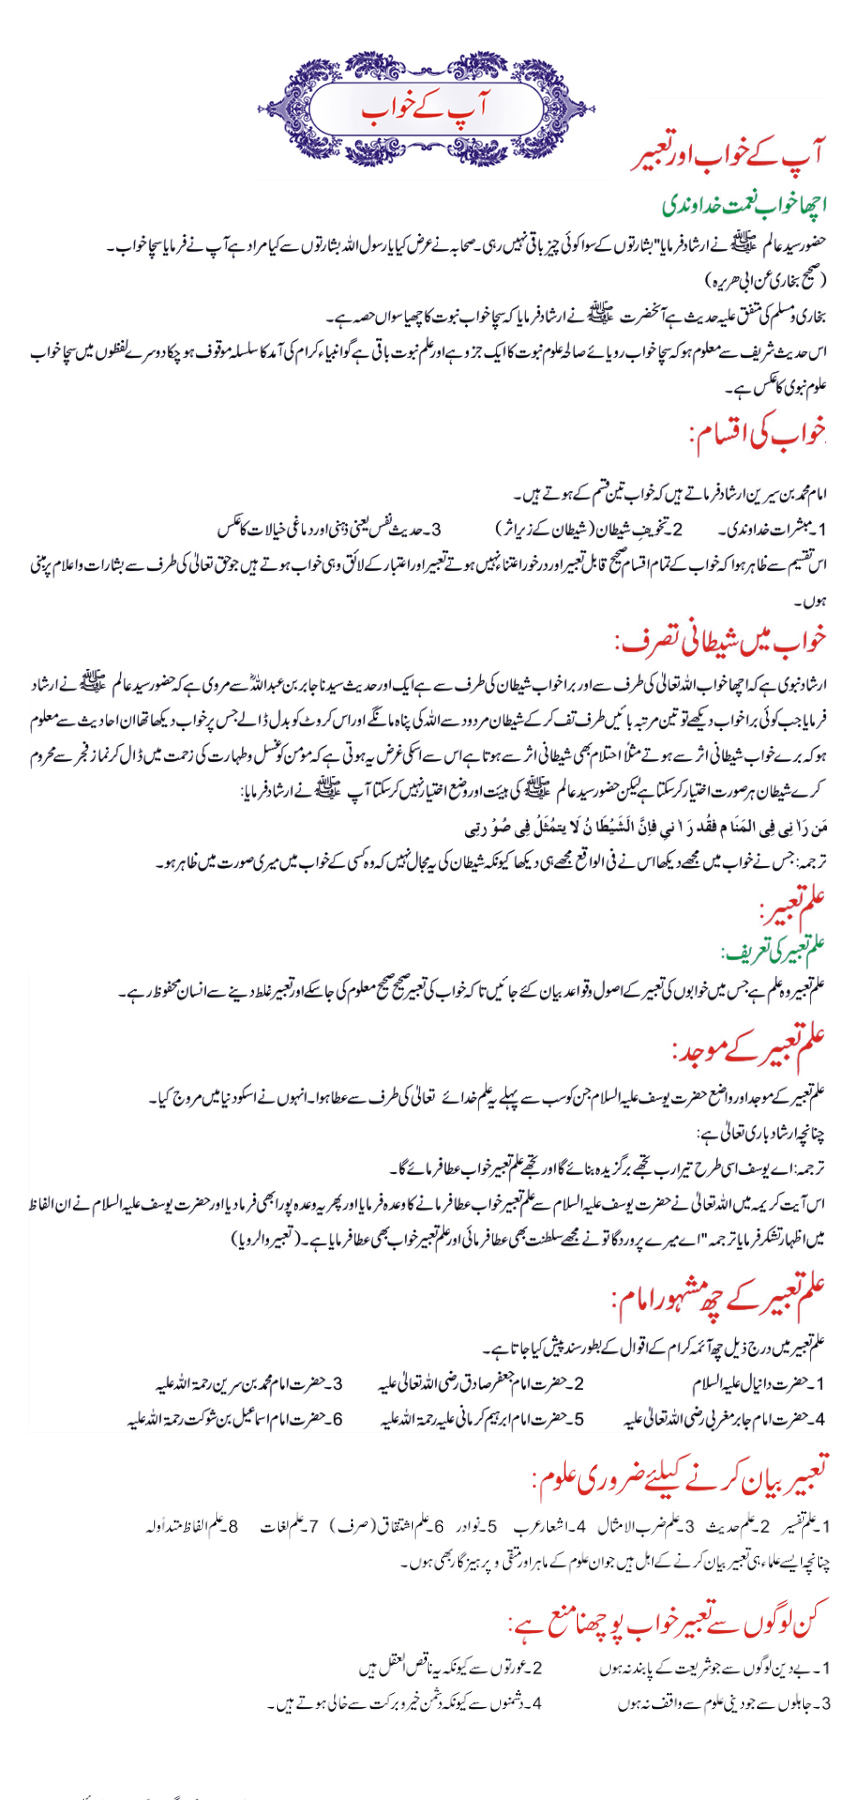 آپ کے خواب
آپ کے خواب اور تعبیر
اچھا خواب نعمت خداوندی
حضور سید عالم ﷺ نے ارشاد فرمایا "بشارتوں کے سوا کوئی چیز باقی نہیں رہی۔ صحابہ نے عرض کیا یا رسول اللہ بشارتوں سے کیا مراد ہے آپ نے فرمایا سچا خواب۔
(صحیح بخاری عن ابی ھریرہ)
بخاری و مسلم کی متفق علیہ حدیث ہے آنحضرت ﷺ نے ارشاد فرمایا کہ سچا خواب نبوت کا چھیا سواں حصہ ہے۔
اس حدیث شریف سے معلوم ہو کہ سچا خواب رویائے صالحہ علوم نبوت کا ایک جزو ہے اور علم نبوت باقی ہے گو انبیاء کرام کی آمد کا سلسلہ موقوف ہو چکا دوسرے لفظوں میں سچا خواب
علوم نبوی کا عکس ہے۔
خواب کی اقسام:
امام محمد بن سیرین ارشاد فرماتے ہیں کہ خواب تین قسم کے ہوتے ہیں۔
1۔ مبشرات خداوندی۔ 2۔ تخویفِ شیطان (شیطان کے زیر اثر) 3۔ حدیث نفس یعنی ذہنی اور دماغی خیالات کا عکس
اس تقسیم سے ظاہر ہوا کہ خواب کے تمام اقسام صحیح قابل تعبیر اور درخور اعتناء نہیں ہوتے تعبیر اور اعتبار کے لائق وہی خواب ہوتے ہیں جو حق تعالیٰ کی طرف سے بشارات و اعلام پر مبنی
ہوں۔
خواب میں شیطانی تصرف:
ارشاد نبوی ہے کہ اچھا خواب اللہ تعالیٰ کی طرف سے اور برا خواب شیطان کی طرف سے ہے ایک اور حدیث سیدنا جابر بن عبداللہؓ سے مروی ہے کہ حضور سید عالم ﷺ نے ارشاد
فرمایا جب کوئی برا خواب دیکھے تو تین مرتبہ بائیں طرف تف کر کے شیطان مردود سے اللہ کی پناہ مانگے اور اس کروٹ کو بدل ڈالے جس پر خواب دیکھا تھا ان احادیث سے معلوم
ہو کہ برے خواب شیطانی اثر سے ہوتے مثلاً احتلام بھی شیطانی اثر سے ہوتا ہے اس سے اسکی غرض یہ ہوتی ہے کہ مومن کو غسل و طہارت کی زحمت میں ڈال کر نماز فجر سے محروم
کرے شیطان ہر صورت اختیار کر سکتا ہے لیکن حضور سید عالم ﷺ کی ہیئت اور وضع اختیار نہیں کر سکتا آپ ﷺ نے ارشاد فرمایا:
مَن رَاٰ نِی فِی المَنَا م فَقُد رَ اٰ نیِ فاِنَّ الَشَیْطَا نُ لَا یتمُثَلُ فِی صُوْ رتِی
ترجمہ: جس نے خواب میں مجھے دیکھا اس نے فی الواقع مجھے ہی دیکھا کیونکہ شیطان کی یہ مجال نہیں کہ وہ کسی کے خواب میں میری صورت میں ظاہر ہو۔
علم تعبیر:
علم تعبیر کی تعریف:
علم تعبیر وہ علم ہے جس میں خوابوں کی تعبیر کے اصول و قواعد بیان کئے جائیں تا کہ خواب کی تعبیر صحیح صحیح معلوم کی جا سکے اور تعبیر غلط دینے سے انسان محفوظ رہے۔
علم تعبیر کے موجد:
علم تعبیر کے موجد اور واضع حضرت یوسف علیہ السلام جن کو سب سے پہلے یہ علم خدائے تعالیٰ کی طرف سے عطا ہوا۔ انہوں نے اسکو دنیا میں مروج کیا۔
چنانچہ ارشاد باری تعالیٰ ہے:
ترجمہ: اے یوسف اسی طرح تیرا رب تجھے برگزیدہ بنائے گا اور تجھے علم تعبیر خواب عطا فرمائے گا۔
اس آیت کریمہ میں اللہ تعالیٰ نے حضرت یوسف علیہ السلام سے علم تعبیر خواب عطا فرمانے کا وعدہ فرمایا اور پھر یہ وعدہ پورا بھی فرما دیا اور حضرت یوسف علیہ السلام نے ان الفاظ
میں اظہار تشکر فرمایا ترجمہ "اے میرے پروردگا تو نے مجھے سلطنت بھی عطا فرمائی اور علم تعبیر خواب بھی عطا فرمایا ہے۔ (تعبیر والرویا)
علم تعبیر کے چھ مشہور امام:
علم تعبیر میں درج ذیل چھ آئمہ کرام کے اقوال کے بطور سند پیش کیا جاتا ہے۔
1۔ حضرت دانیال علیہ السلام 2۔ حضرت امام جعفر صادق رضی اللہ تعالیٰ علیہ 3۔ حضرت امام محمد بن سرین رحمۃ اللہ علیہ
4۔ حضرت امام جابر مغربی رضی اللہ تعالیٰ علیہ 5۔ حضرت امام ابرہیم کرمانی علیہ رحمۃ اللہ علیہ 6۔ حضرت امام اسماعیل بن شوکت رحمۃ اللہ علیہ
تعبیر بیان کرنے کیلئے ضروری علوم:
1۔ علم تفسیر 2۔ علم حدیث 3۔ علم ضرب الامثال 4۔ اشعار عرب 5۔ نوادر 6۔ علم اشتقاق (صرف) 7۔ علم لغات 8۔ علم الفاظ متداولہ
چنانچہ ایسے علماء ہی تعبیر بیان کرنے کے اہل ہیں جو ان علوم کے ماہر اور متقی و پرہیز گار بھی ہوں۔
کن لوگوں سے تعبیر خواب پوچھنا منع ہے:
1۔ بے دین لوگوں سے جو شریعت کے پابند نہ ہوں 2۔ عورتوں سے کیونکہ یہ ناقص العقل ہیں
3۔ جاہلوں سے جو دینی علوم سے واقف نہ ہوں 4۔ دشمنوں سے کیونکہ دشمن خیر و برکت سے خالی ہوتے ہیں۔